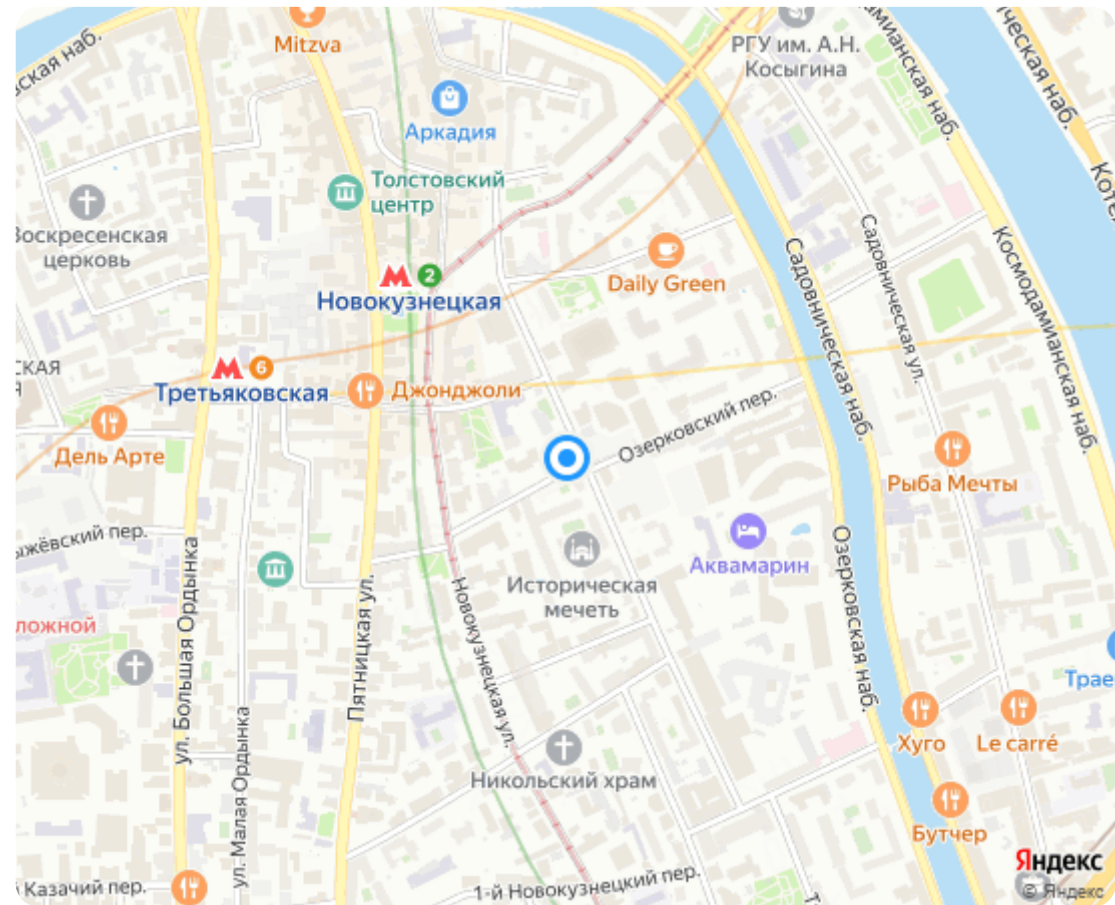 Mitzva
РГУ им. А.Н.
Косыгина
Аркадия
Толстовский
центр
Воскресенская
церковь
Daily Green
2
Новокузнецкая
6
Третьяковская
Джонджоли
Дель Арте
Озерковский пер.
Садовническая наб.
Садовническая ул.
Космодамианская наб.
Рыба Мечты
Аквамарин
Историческая
мечеть
Озерковская наб.
ул. Большая Ордынка
Пятницкая ул.
Новокузнецкая ул.
ул. Малая Ордынка
Никольский храм
Хуго
Le carré
Бутчер
Казачий пер.
1-й Новокузнецкий пер.
Яндекс
© Яндекс